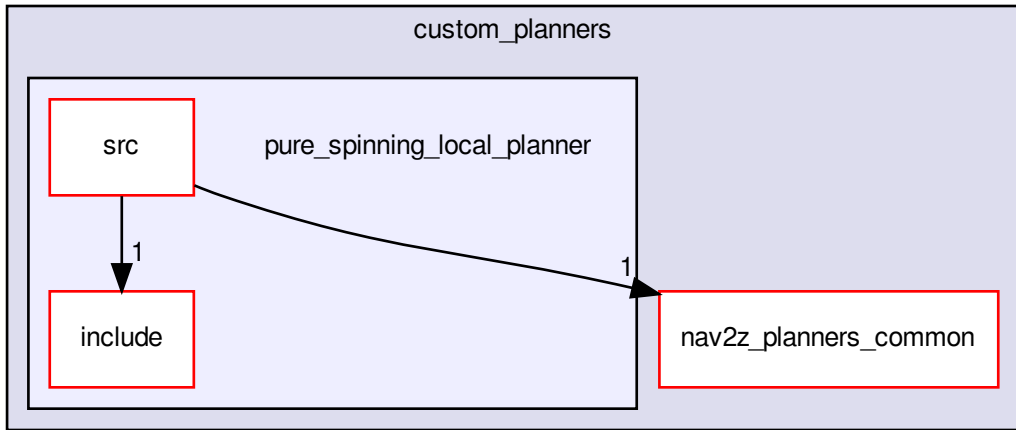 custom_planners
src
pure_spinning_local_planner
1
1
include
nav2z_planners_common